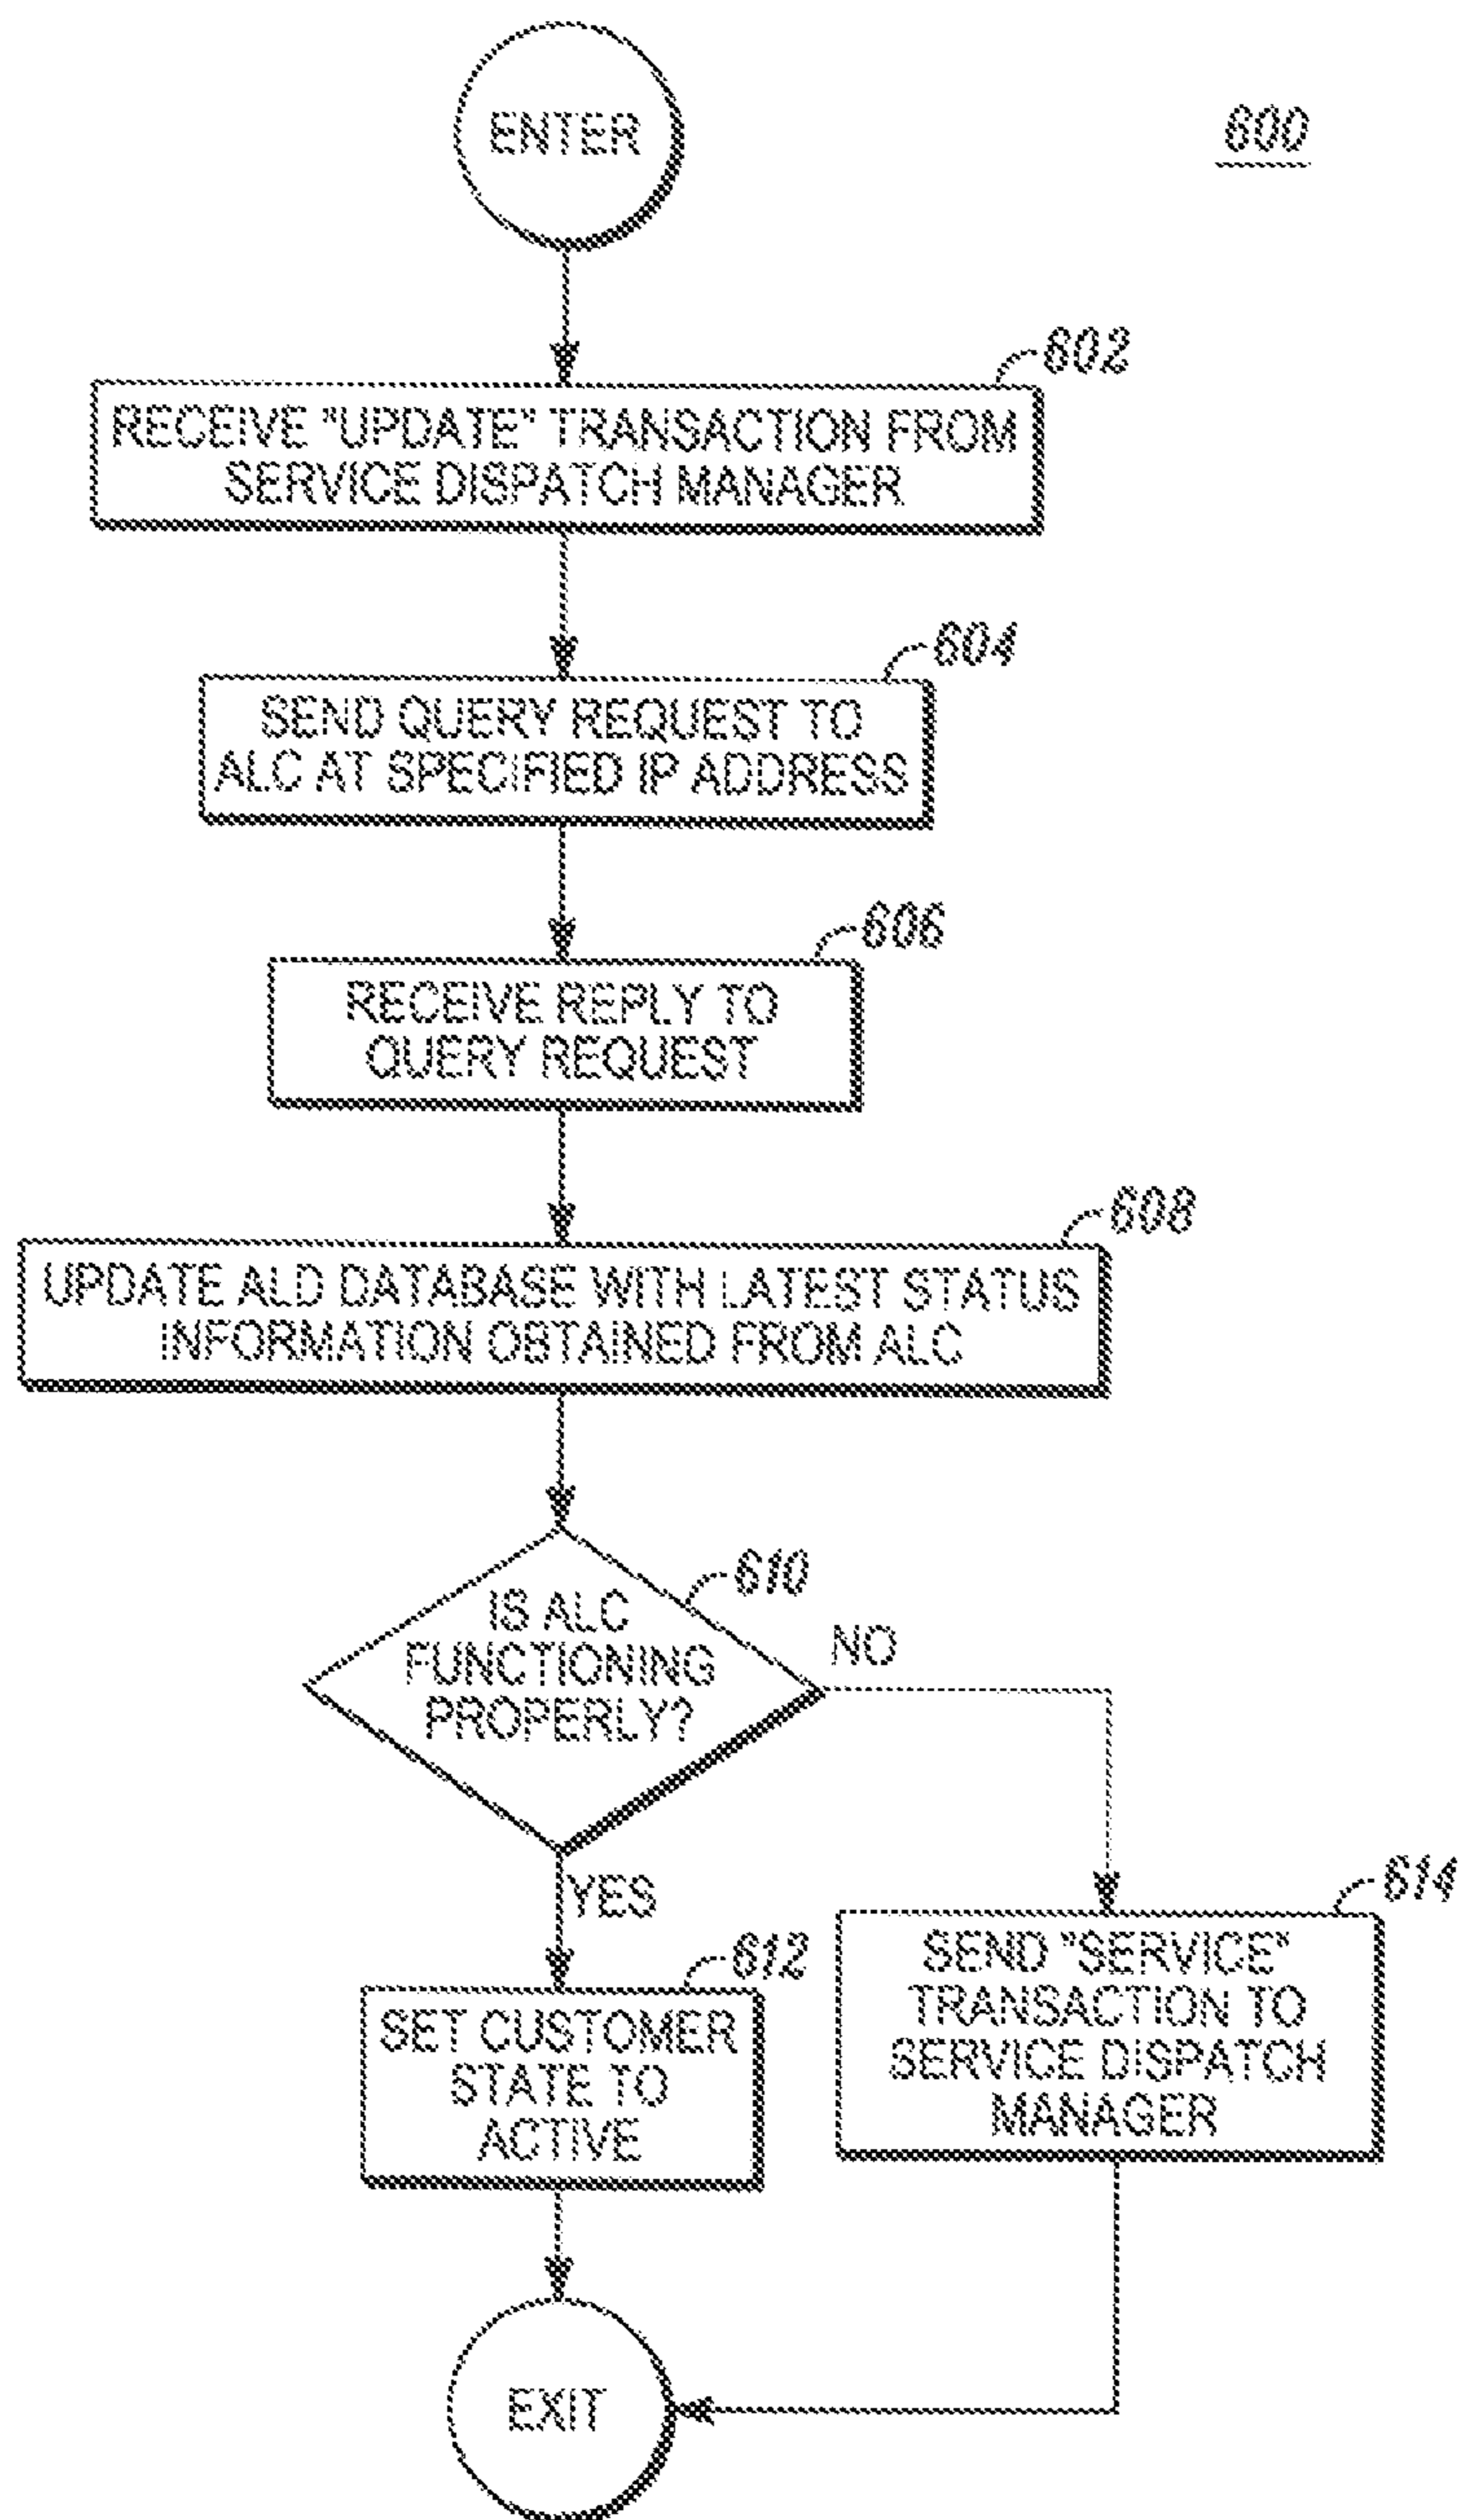 ENTER
600
602
RECEIVE "UPDATE" TRANSACTION FROM
SERVICE DISPATCH MANAGER
604
SEND QUERY REQUEST TO
ALC AT SPECIFIED IP ADDRESS
606
RECEIVE REPLY TO
QUERY REQUEST
608
UPDATE ALD DATABASE WITH LATEST STATUS
INFORMATION OBTAINED FROM ALC
610
IS ALC
FUNCTIONING
PROPERLY?
NO
YES
612
SET CUSTOMER
STATE TO
ACTIVE
614
SEND "SERVICE"
TRANSACTION TO
SERVICE DISPATCH
MANAGER
EXIT